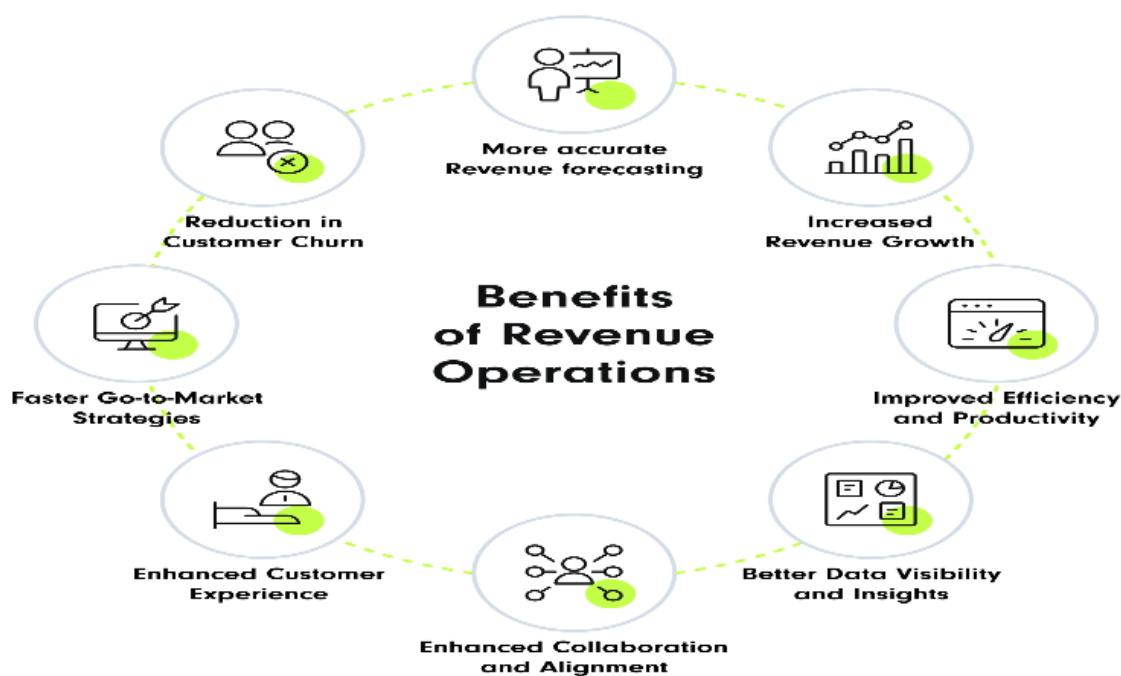 More accurate
Revenue forecasting
Increased
Revenue Growth
Improved Efficiency
and Productivity
Better Data Visibility
and Insights
Enhanced Collaboration
and Alignment
Enhanced Customer
Experience
Faster Go-to-Market
Strategies
Reduction in
Customer Churn
Benefits
of Revenue
Operations